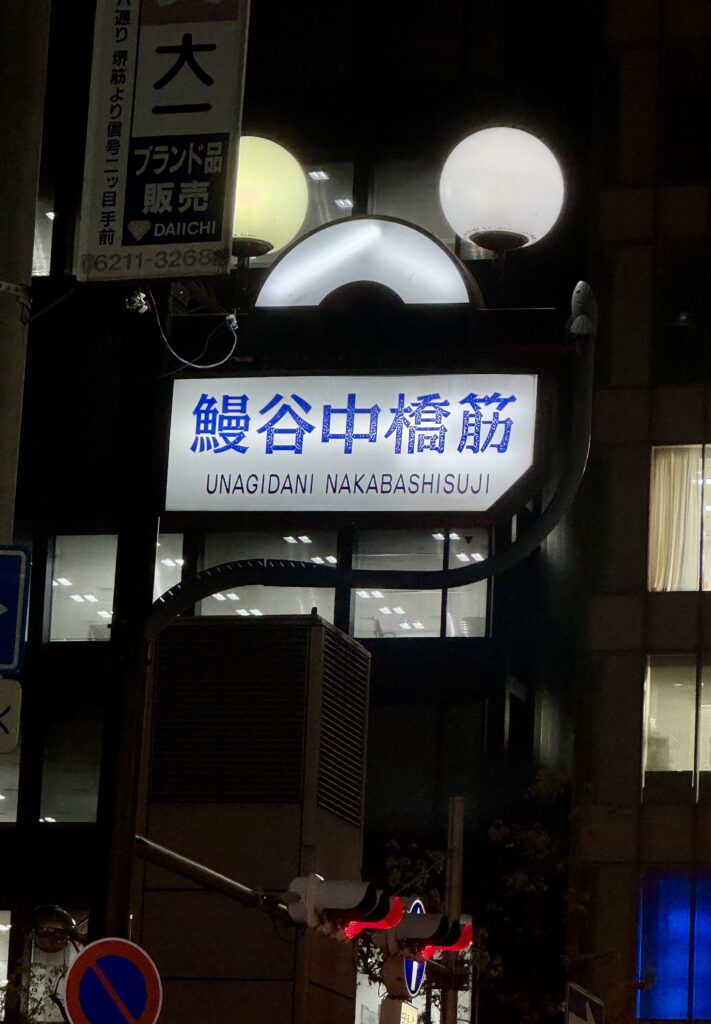 大一
ブランド品
販売
DAIICHI
通り 堺筋より信号二ッ目手前
6211-3268
鰻谷中橋筋
UNAGIDANI NAKABASHISUJI